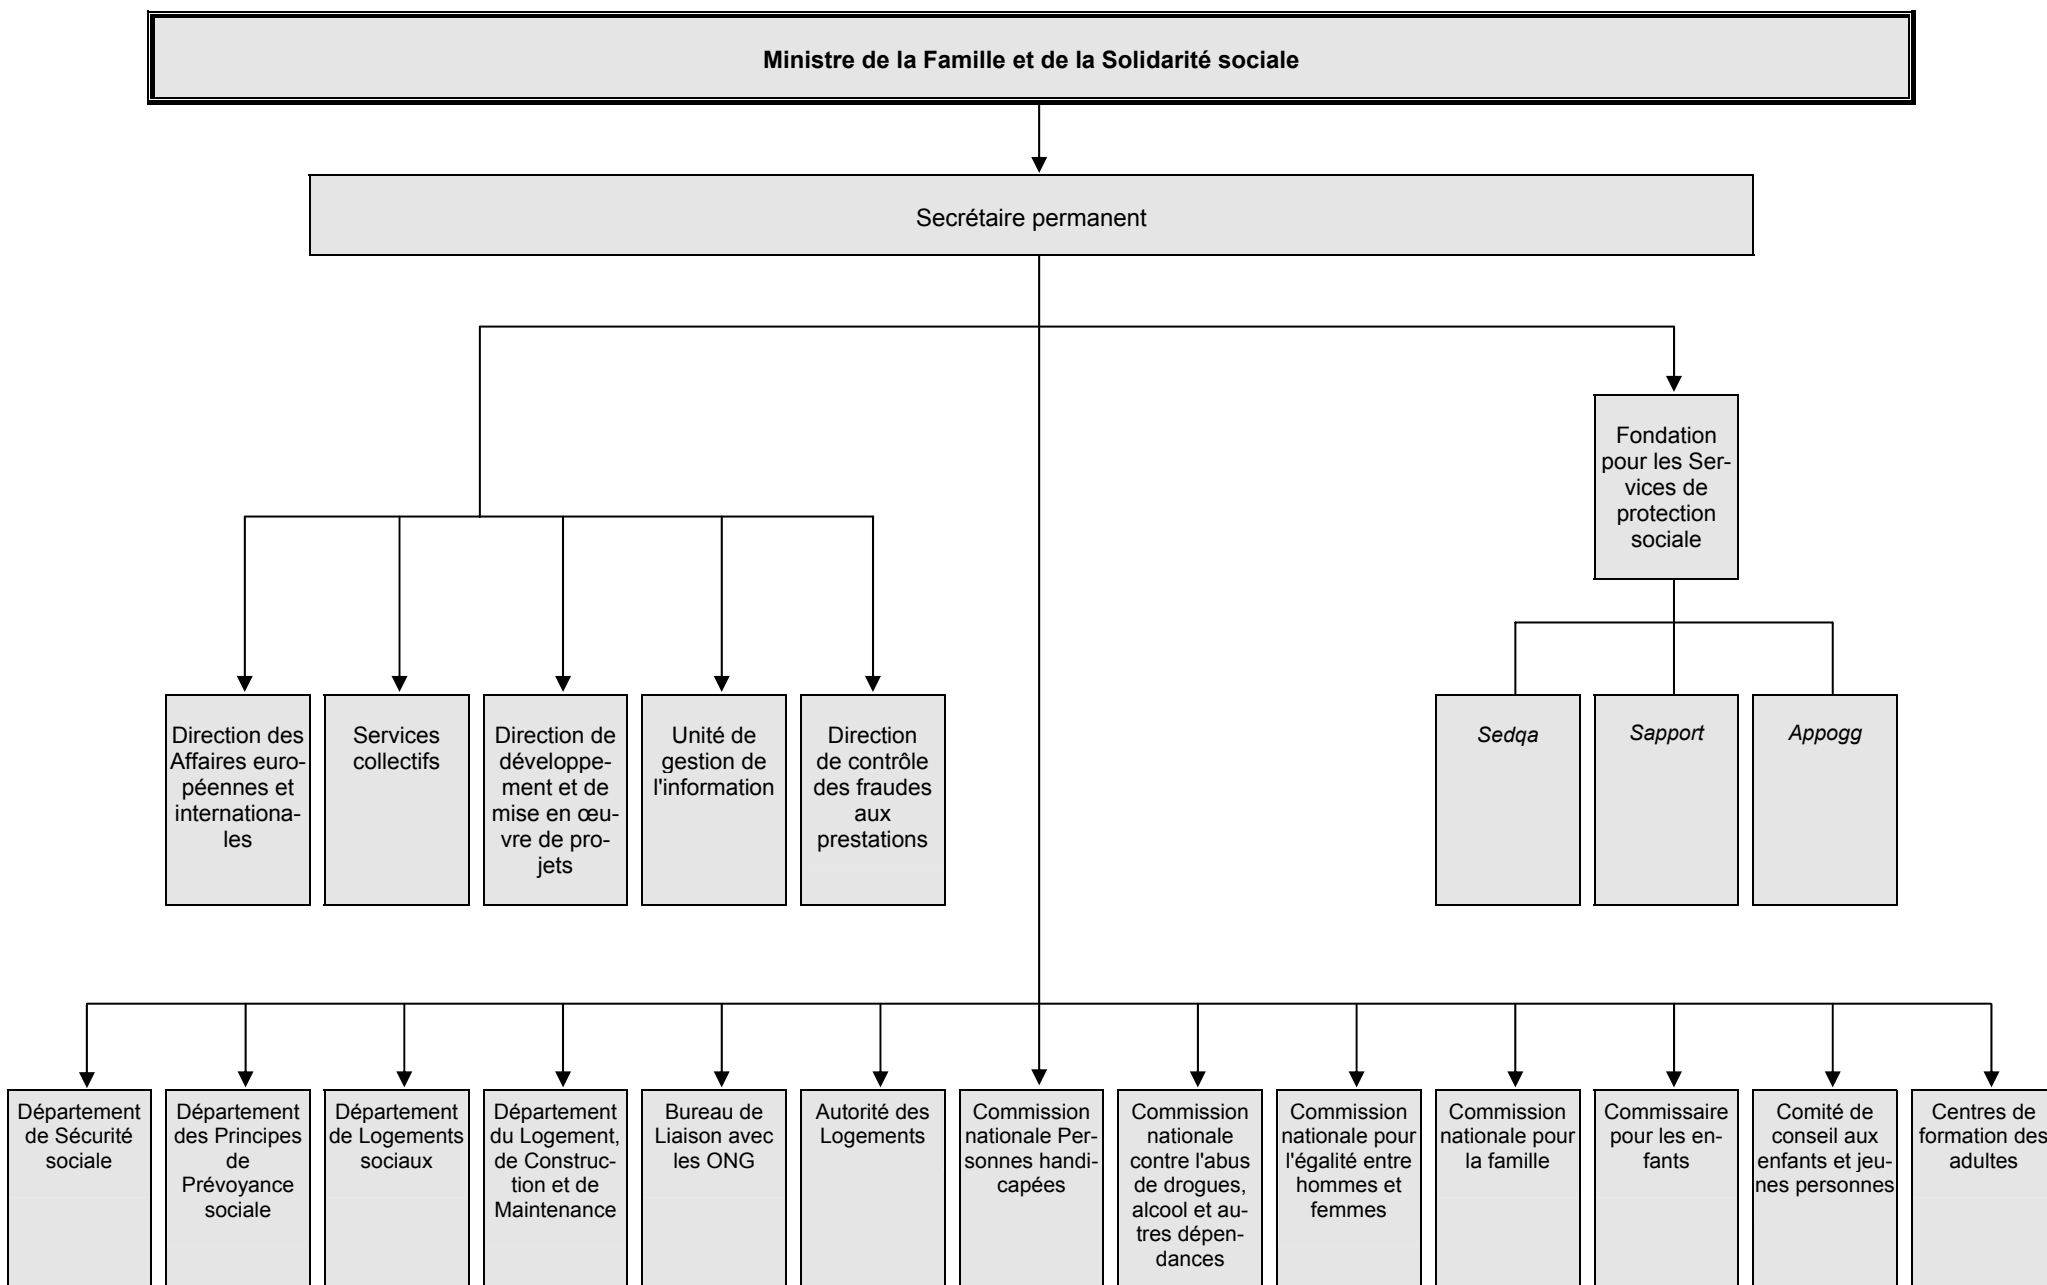 Ministre de la Famille et de la Solidarité sociale
Secrétaire permanent
Fondation
pour les Ser-
vices de
protection
sociale
Direction des
Affaires euro-
péennes et
internationa-
les
Services
collectifs
Direction de
développe-
ment et de
mise en œu-
vre de pro-
jets
Unité de
gestion de
l'information
Direction
de contrôle
des fraudes
aux
prestations
Sedqa
Sapport
Appogg
Département
de Sécurité
sociale
Département
des Principes
de
Prévoyance
sociale
Département
de Logements
sociaux
Département
du Logement,
de Construc-
tion et de
Maintenance
Bureau de
Liaison avec
les ONG
Autorité des
Logements
Commission
nationale Per-
sonnes handi-
capées
Commission
nationale
contre l'abus
de drogues,
alcool et au-
tres dépen-
dances
Commission
nationale pour
l'égalité entre
hommes et
femmes
Commission
nationale pour
la famille
Commissaire
pour les en-
fants
Comité de
conseil aux
enfants et jeu-
nes personnes
Centres de
formation des
adultes